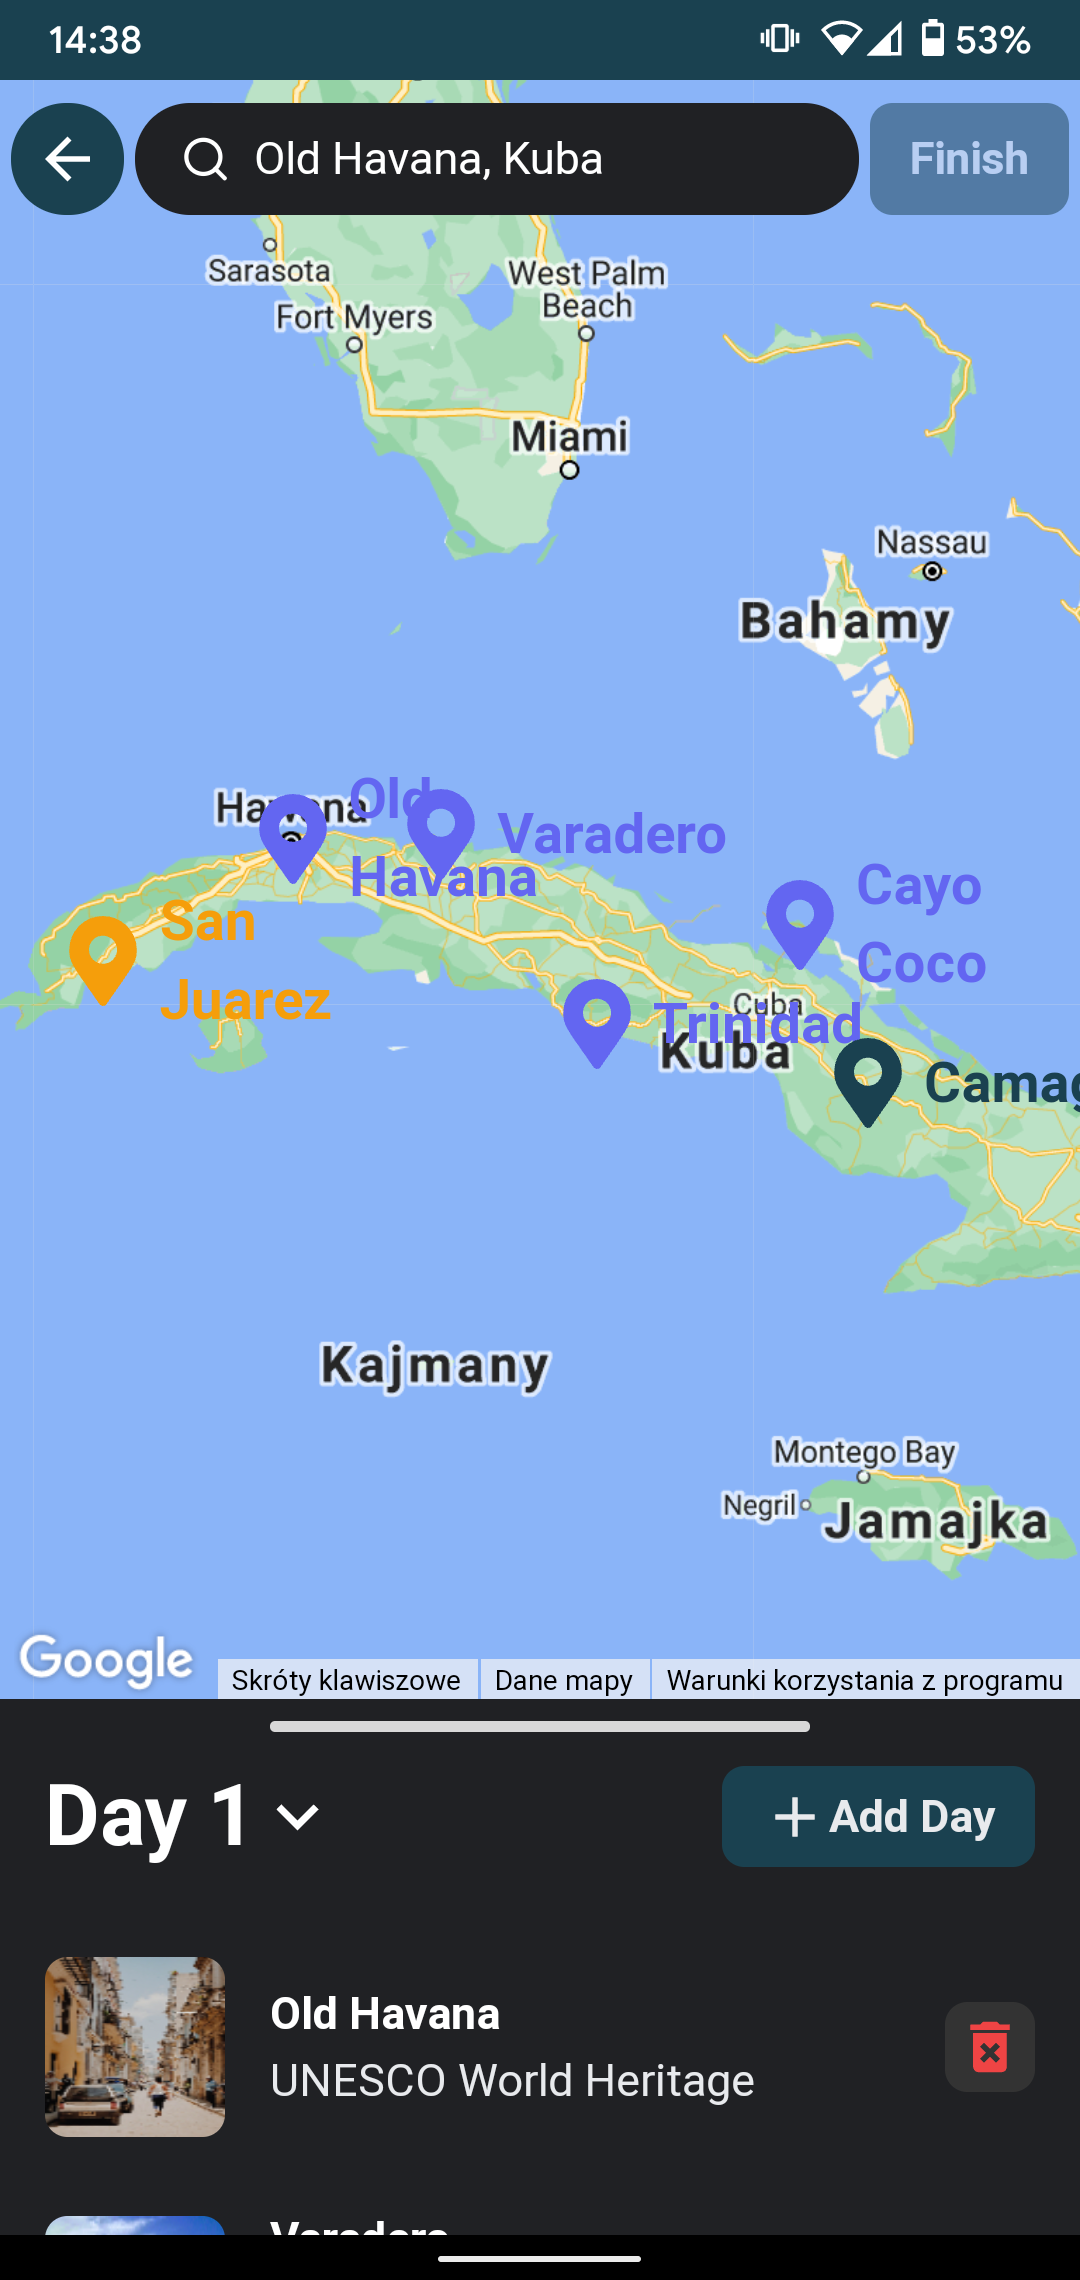 14:38
53%
Old Havana, Kuba
Finish
Sarasota
West Palm
Beach
Fort Myers
Miami
Nassau
Bahamy
Havana
Old
Havana
Varadero
Cayo
Coco
San
Juarez
Cuba
Trinidad
Kuba
Kajmany
Montego Bay
Negril
Jamajka
Google
Skróty klawiszowe
Dane mapy
Warunki korzystania z programu
Day 1
Add Day
Old Havana
UNESCO World Heritage
Varadero